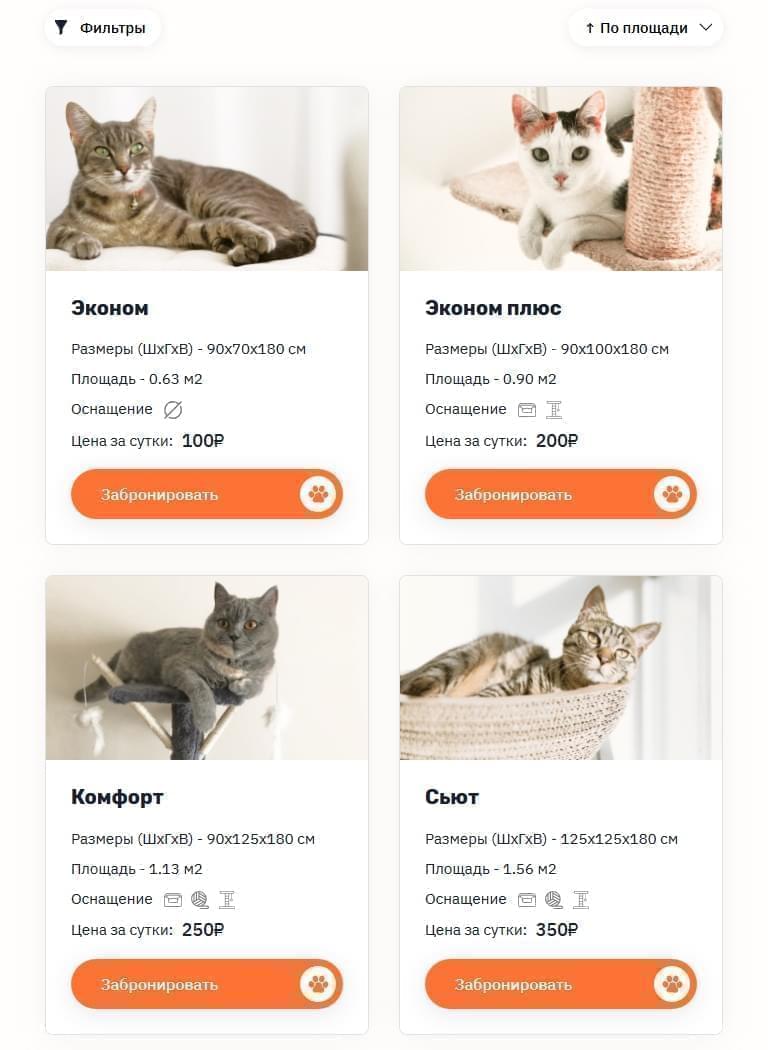 Фильтры
↑ По площади
Эконом
Размеры (ШхГхВ) - 90х70х180 см
Площадь - 0.63 м2
Оснащение
Цена за сутки: 100₽
Забронировать
Эконом плюс
Размеры (ШхГхВ) - 90х100х180 см
Площадь - 0.90 м2
Оснащение
Цена за сутки: 200₽
Забронировать
Комфорт
Размеры (ШхГхВ) - 90х125х180 см
Площадь - 1.13 м2
Оснащение
Цена за сутки: 250₽
Забронировать
Сьют
Размеры (ШхГхВ) - 125х125х180 см
Площадь - 1.56 м2
Оснащение
Цена за сутки: 350₽
Забронировать